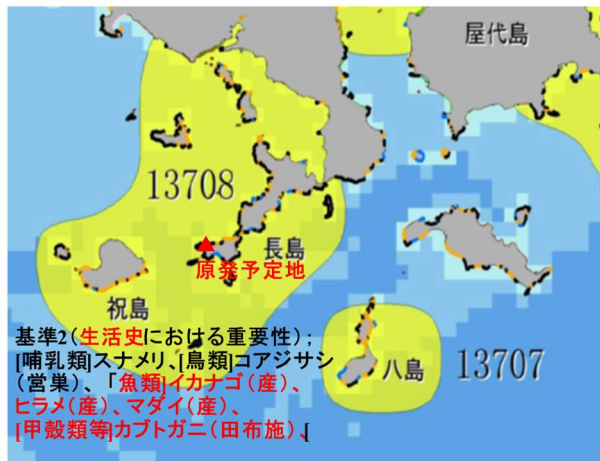 屋代島
13708
長島
原発予定地
祝島
八島
13707
基準2（生活史における重要性）；
[哺乳類]スナメリ、[鳥類]コアジサシ
（営巣）、「魚類]イカナゴ（産）、
ヒラメ（産）、マダイ（産）、
[甲殻類等]カブトガニ（田布施）、[